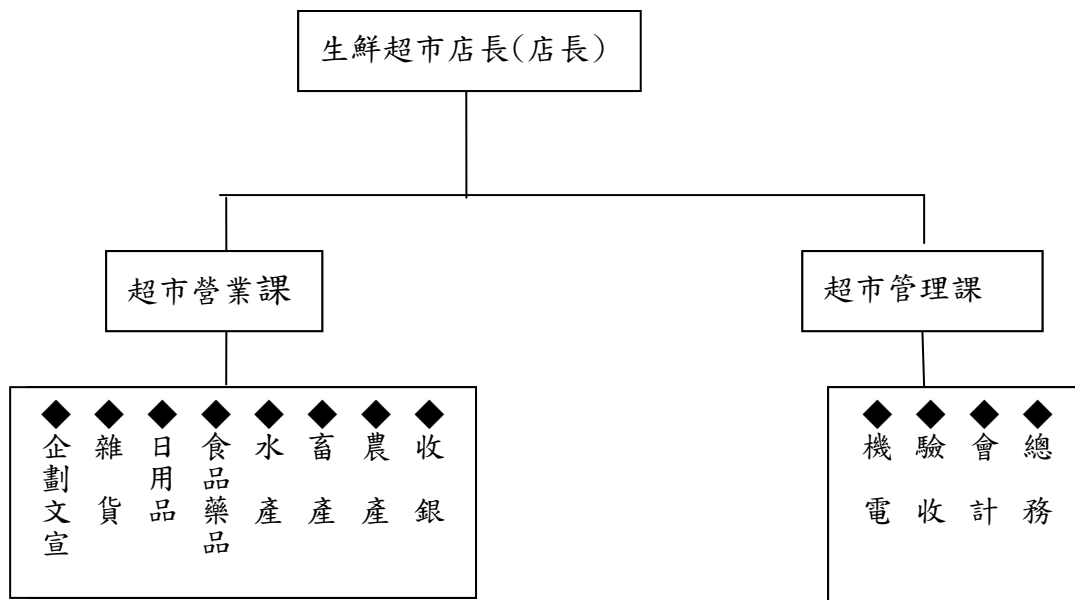 生鮮超市店長(店長)
超市營業課
超市管理課
◆企劃文宣
◆雜貨
◆日用品
◆食品藥品
◆水產
◆畜產
◆農產
◆收銀
◆機電
◆驗收
◆會計
◆總務